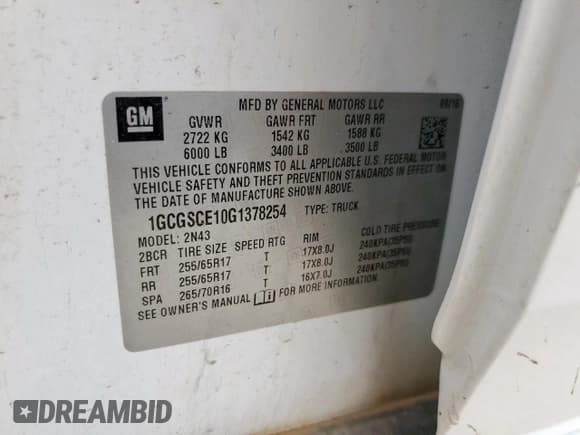 GM
MFD BY GENERAL MOTORS LLC 09/16
GVWR GAWR FRT GAWR RR
2722 KG 1542 KG 1588 KG
6000 LB 3400 LB 3500 LB
THIS VEHICLE CONFORMS TO ALL APPLICABLE U.S. FEDERAL MOTOR
VEHICLE SAFETY AND THEFT PREVENTION STANDARDS IN EFFECT ON
THE DATE OF MANUFACTURE SHOWN ABOVE.
1GCGSCE10G1378254 TYPE: TRUCK
MODEL: 2N43
2BCR TIRE SIZE SPEED RTG RIM COLD TIRE PRESSURE
FRT 255/65R17 T 17X8.0J 240KPA(35PSI)
RR 255/65R17 T 17X8.0J 240KPA(35PSI)
SPA 265/70R16 T 16X7.0J 240KPA(35PSI)
SEE OWNER'S MANUAL FOR MORE INFORMATION.
DREAMBID